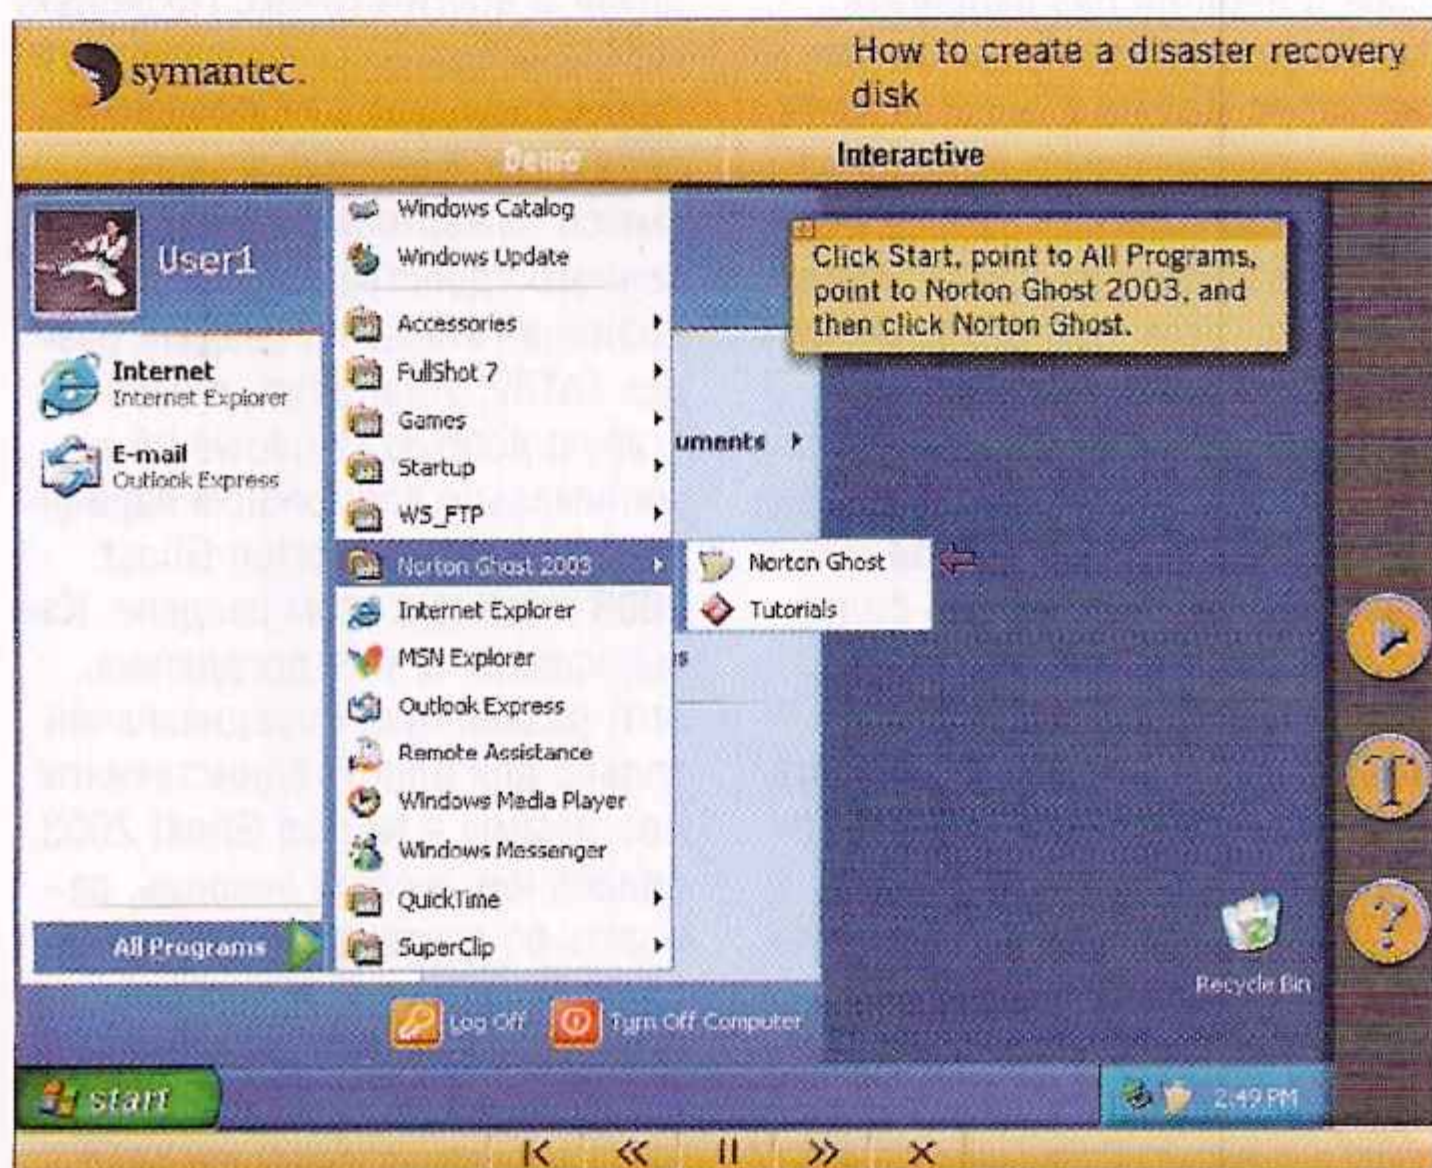 symantec.
How to create a disaster recovery
disk
Demo
Interactive
User1
Internet
Internet Explorer
E-mail
Outlook Express
All Programs
Windows Catalog
Windows Update
Accessories
FullShot 7
Games
Startup
WS_FTP
Norton Ghost 2003
Internet Explorer
MSN Explorer
Outlook Express
Remote Assistance
Windows Media Player
Windows Messenger
QuickTime
SuperClip
uments
s
Norton Ghost
Tutorials
Click Start, point to All Programs,
point to Norton Ghost 2003, and
then click Norton Ghost.
T
?
Recycle Bin
Log Off
Turn Off Computer
start
2:49 PM